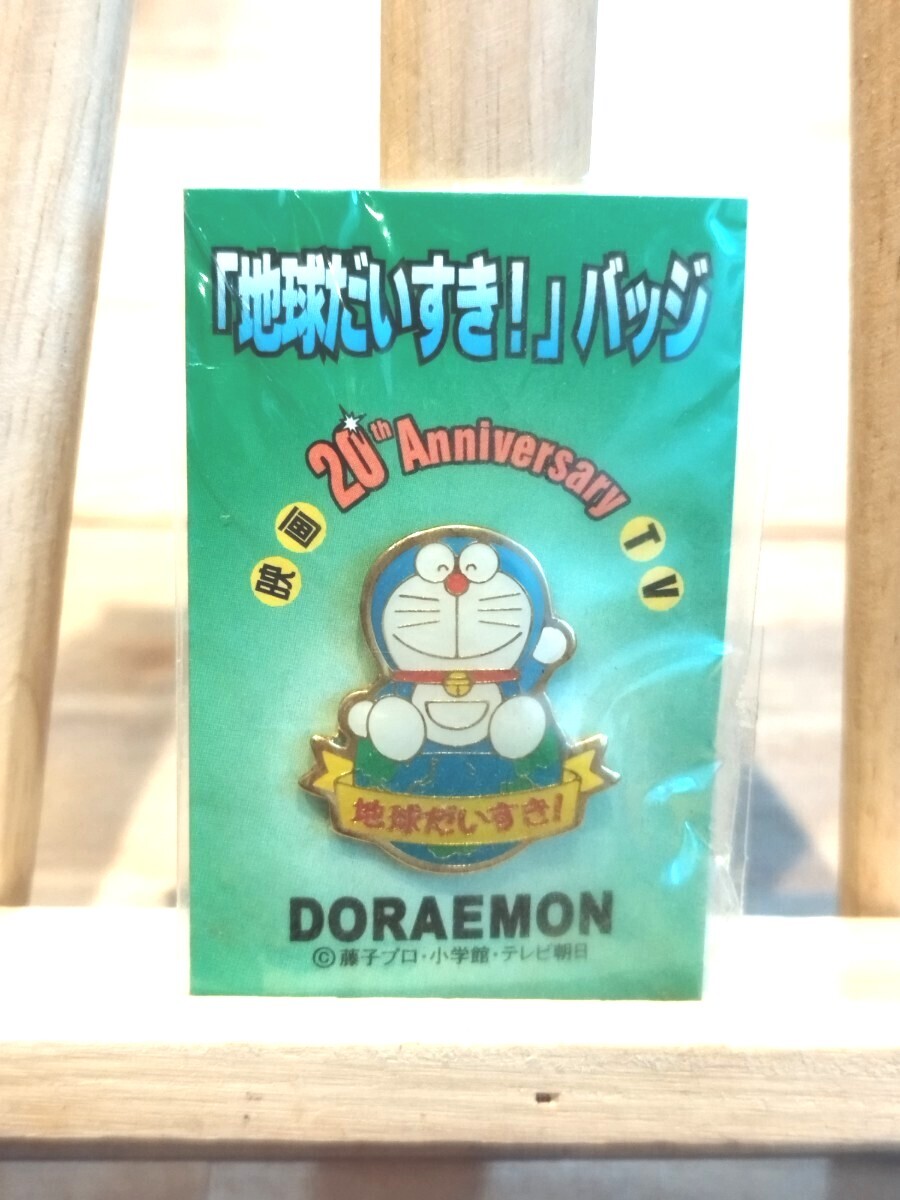 「地球だいすき！」バッジ
映画 20th Anniversary TV
地球だいすき！
DORAEMON
©藤子プロ・小学館・テレビ朝日